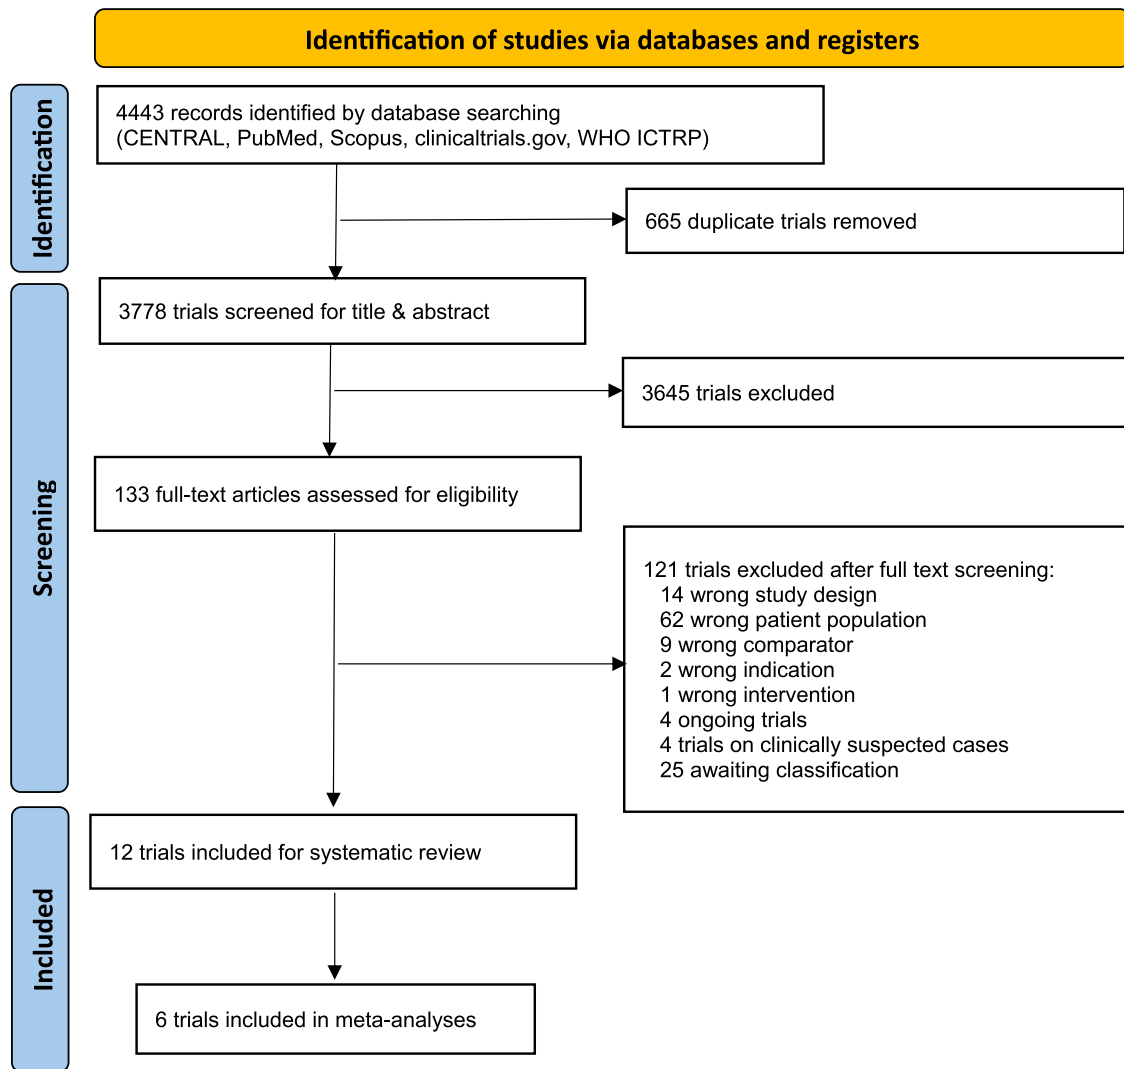 Identification of studies via databases and registers
Identification
4443 records identified by database searching
(CENTRAL, PubMed, Scopus, clinicaltrials.gov, WHO ICTRP)
665 duplicate trials removed
Screening
3778 trials screened for title & abstract
3645 trials excluded
133 full-text articles assessed for eligibility
121 trials excluded after full text screening:
14 wrong study design
62 wrong patient population
9 wrong comparator
2 wrong indication
1 wrong intervention
4 ongoing trials
4 trials on clinically suspected cases
25 awaiting classification
Included
12 trials included for systematic review
6 trials included in meta-analyses